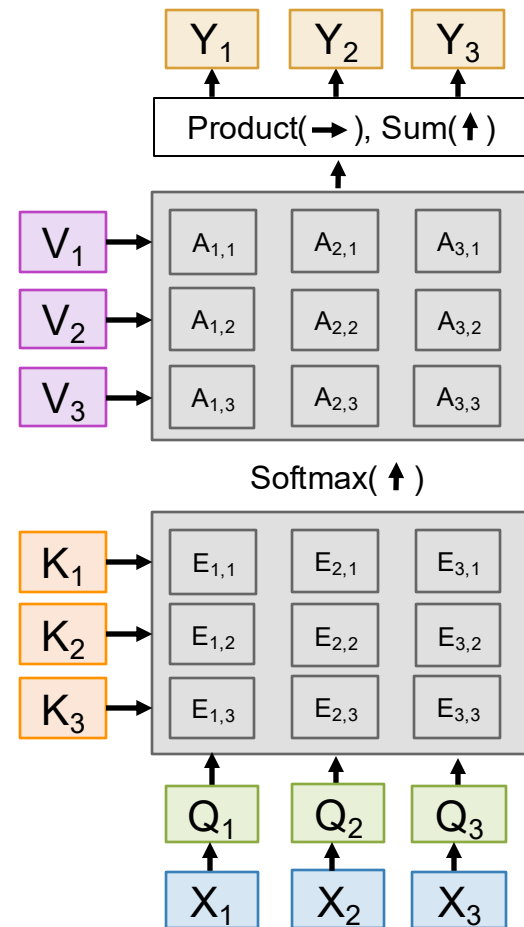 Y₁ Y₂ Y₃
Product(→), Sum(↑)
V₁ A₁,₁ A₂,₁ A₃,₁
V₂ A₁,₂ A₂,₂ A₃,₂
V₃ A₁,₃ A₂,₃ A₃,₃
Softmax(↑)
K₁ E₁,₁ E₂,₁ E₃,₁
K₂ E₁,₂ E₂,₂ E₃,₂
K₃ E₁,₃ E₂,₃ E₃,₃
Q₁ Q₂ Q₃
X₁ X₂ X₃